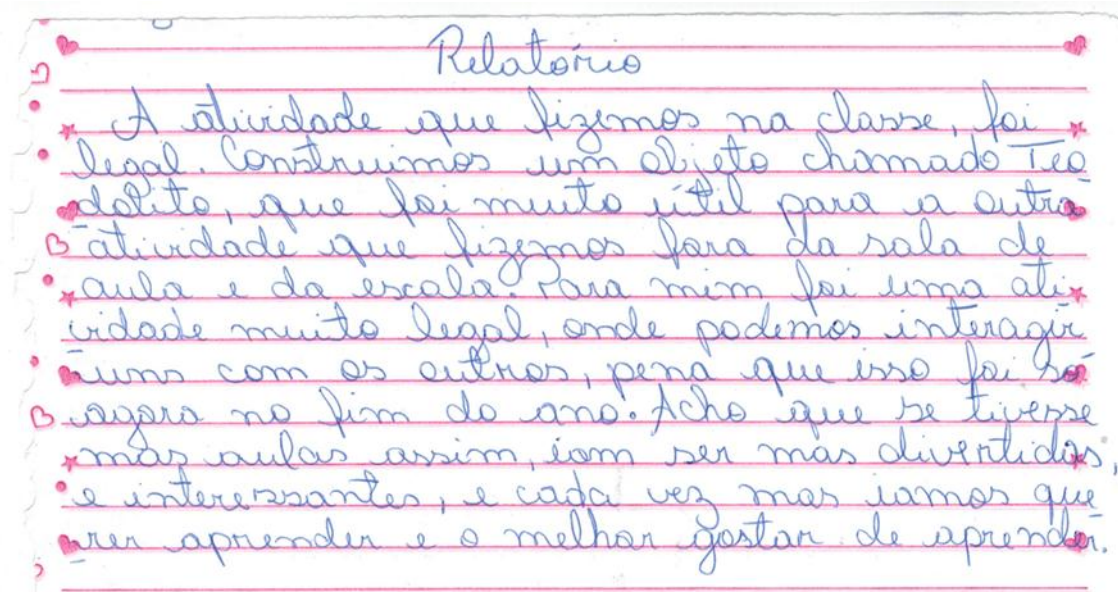 Relatório
A atividade que fizemos na classe, foi
legal. Construimos um objeto chamado Teo
dolito, que foi muito útil para a outra
atividade que fizemos fora da sala de
aula e da escola. Para mim foi uma ati
vidade muito legal, onde podemos interagir
uns com os outros, pena que isso foi só
agora no fim do ano. Acho que se tivesse
mas aulas assim, iam ser mas divertidas,
e interessantes, e cada vez mas iamos que
rer aprender e o melhor gostar de aprender.